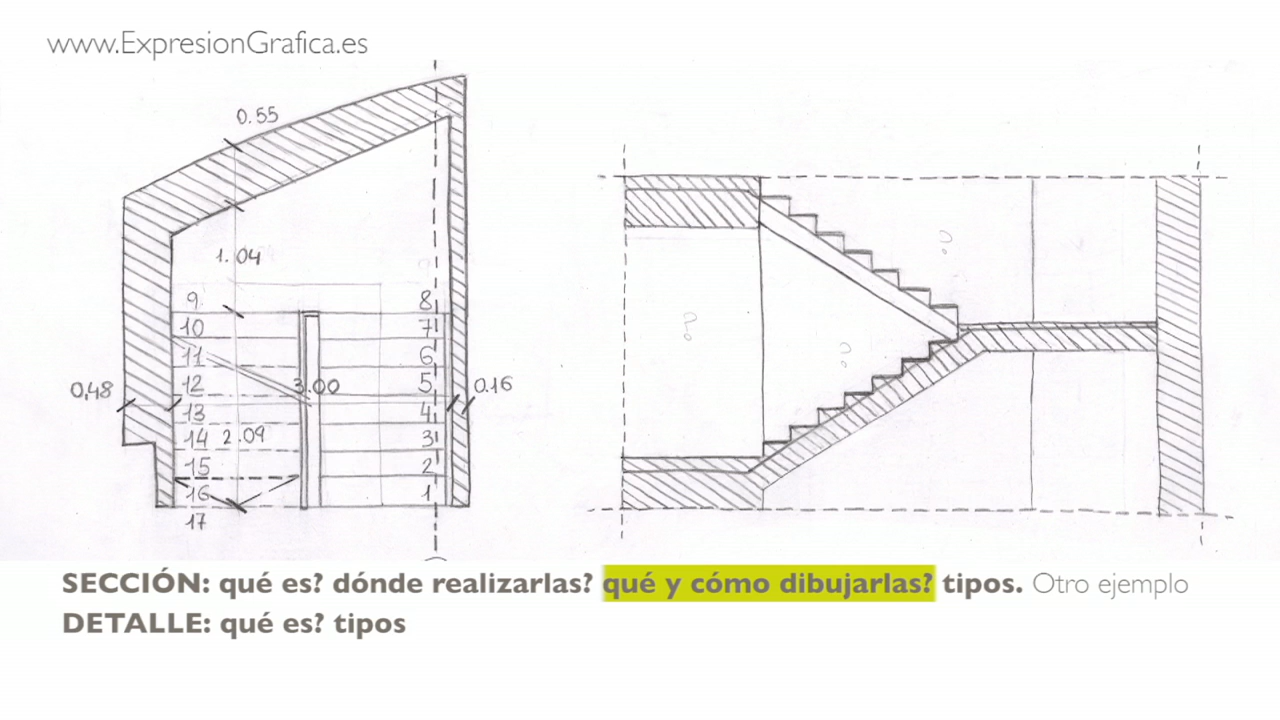 www.ExpresionGrafica.es
0.55
1.04
9 8
10 7
11 6
12 3.00 5
0,48 0.16
13 4
14 2.09 3
15 2
16 1
17
SECCIÓN: qué es? dónde realizarlas? qué y cómo dibujarlas? tipos. Otro ejemplo
DETALLE: qué es? tipos